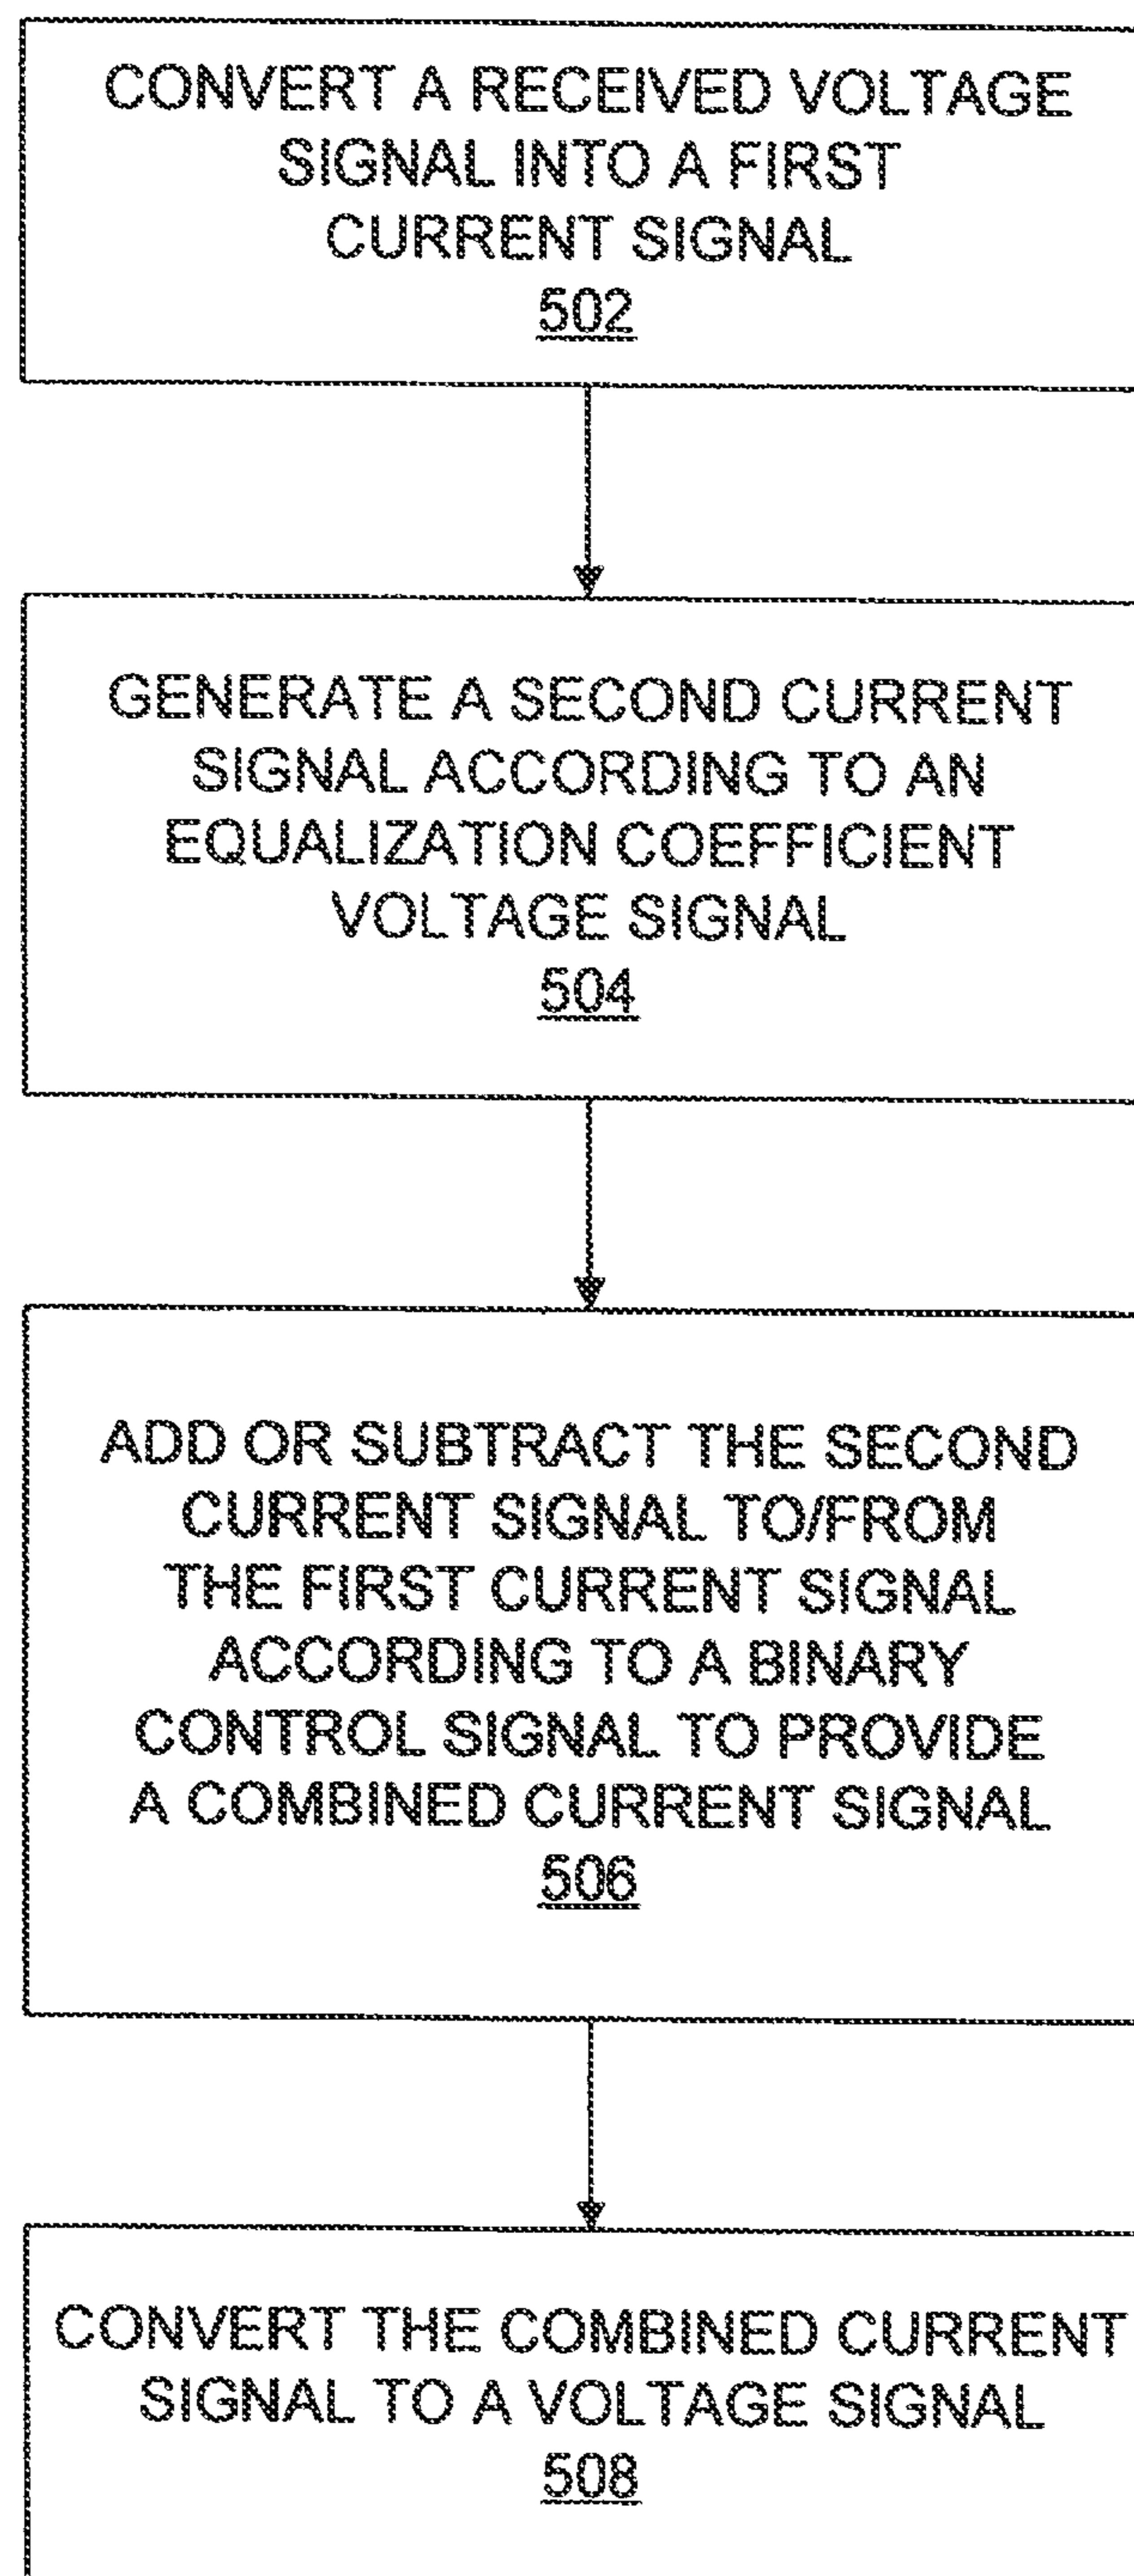 CONVERT A RECEIVED VOLTAGE
SIGNAL INTO A FIRST
CURRENT SIGNAL
502
GENERATE A SECOND CURRENT
SIGNAL ACCORDING TO AN
EQUALIZATION COEFFICIENT
VOLTAGE SIGNAL
504
ADD OR SUBTRACT THE SECOND
CURRENT SIGNAL TO/FROM
THE FIRST CURRENT SIGNAL
ACCORDING TO A BINARY
CONTROL SIGNAL TO PROVIDE
A COMBINED CURRENT SIGNAL
506
CONVERT THE COMBINED CURRENT
SIGNAL TO A VOLTAGE SIGNAL
508